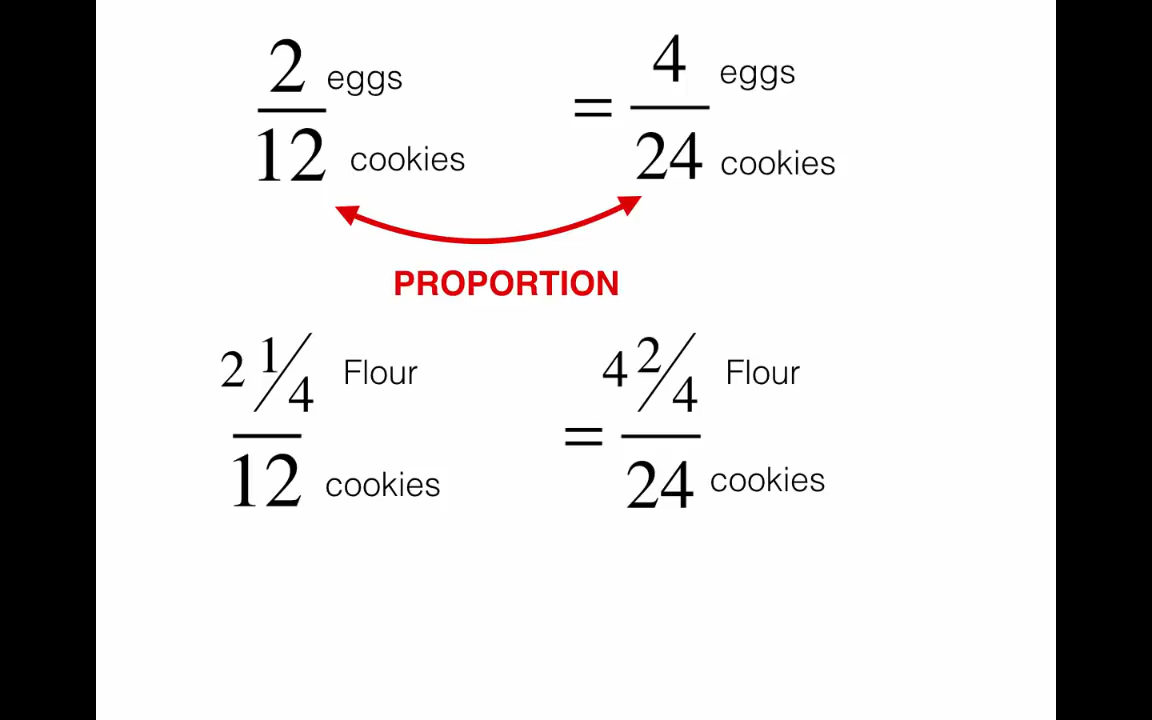 2 eggs = 4 eggs
12 cookies 24 cookies
PROPORTION
2 1/4 Flour = 4 2/4 Flour
12 cookies 24 cookies